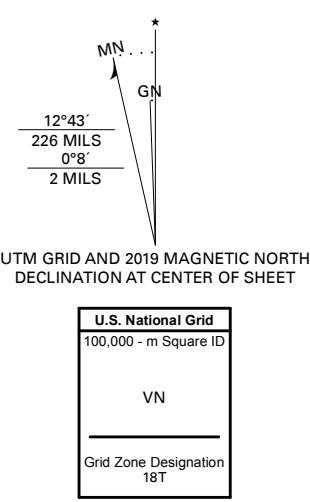 ★
MN
GN
12°43´
226 MILS
0°8´
2 MILS
UTM GRID AND 2019 MAGNETIC NORTH
DECLINATION AT CENTER OF SHEET
U.S. National Grid
100,000 - m Square ID
VN
Grid Zone Designation
18T